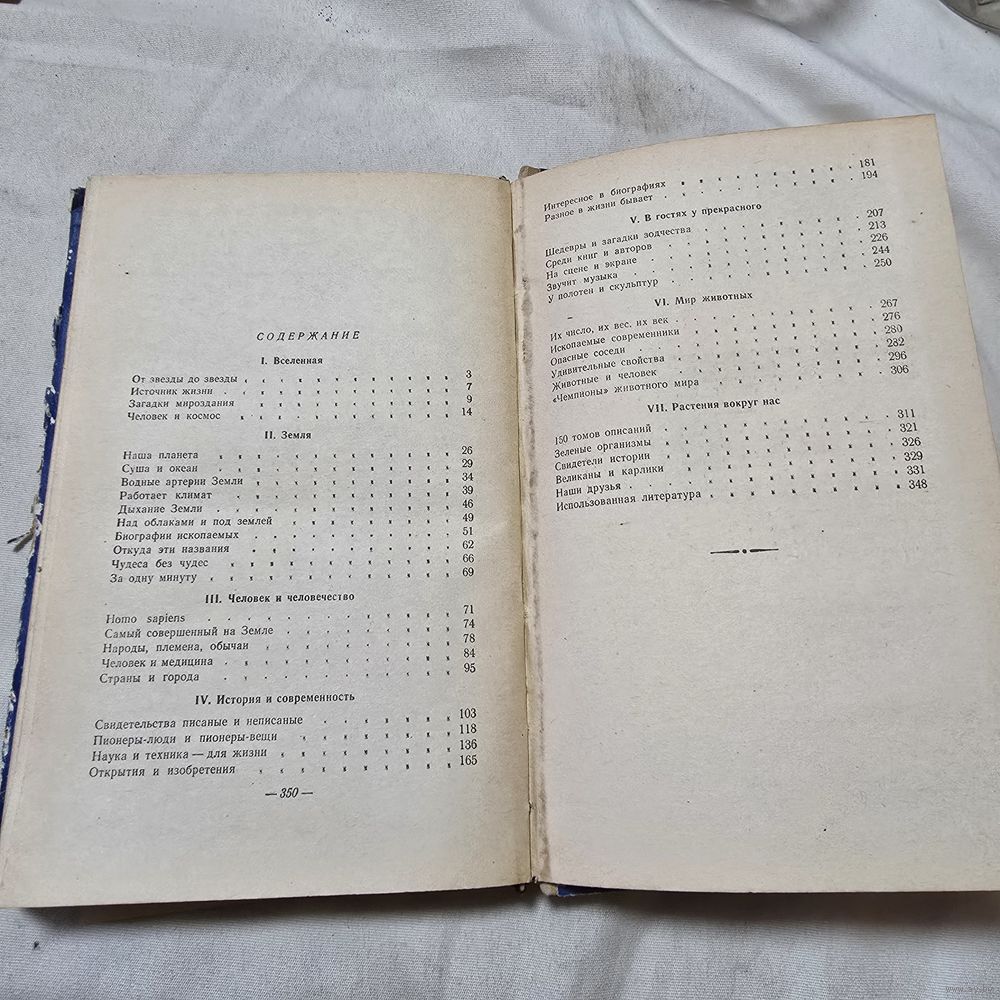 СОДЕРЖАНИЕ
I. Вселенная
От звезды до звезды 3
Источник жизни 7
Загадки мироздания 9
Человек и космос 14
II. Земля
Наша планета 26
Суша и океан 29
Водные артерии Земли 34
Работает климат 39
Дыхание Земли 46
Над облаками и под землей 49
Биографии ископаемых 51
Откуда эти названия 62
Чудеса без чудес 66
За одну минуту 69
III. Человек и человечество
Homo sapiens 71
Самый совершенный на Земле 74
Народы, племена, обычаи 78
Человек и медицина 84
Страны и города 95
IV. История и современность
Свидетельства писаные и неписаные 103
Пионеры-люди и пионеры-вещи 118
Наука и техника — для жизни 136
Открытия и изобретения 165
— 350 —
Интересное в биографиях 181
Разное в жизни бывает 194
V. В гостях у прекрасного
Шедевры и загадки зодчества 207
Среди книг и авторов 213
На сцене и экране 226
Звучит музыка 244
У полотен и скульптур 250
VI. Мир животных
Их число, их вес, их век 267
Ископаемые современники 276
Опасные соседи 280
Удивительные свойства 282
Животные и человек 296
«Чемпионы» животного мира 306
VII. Растения вокруг нас
150 томов описаний 311
Зеленые организмы 321
Свидетели истории 326
Великаны и карлики 329
Наши друзья 331
Использованная литература 348